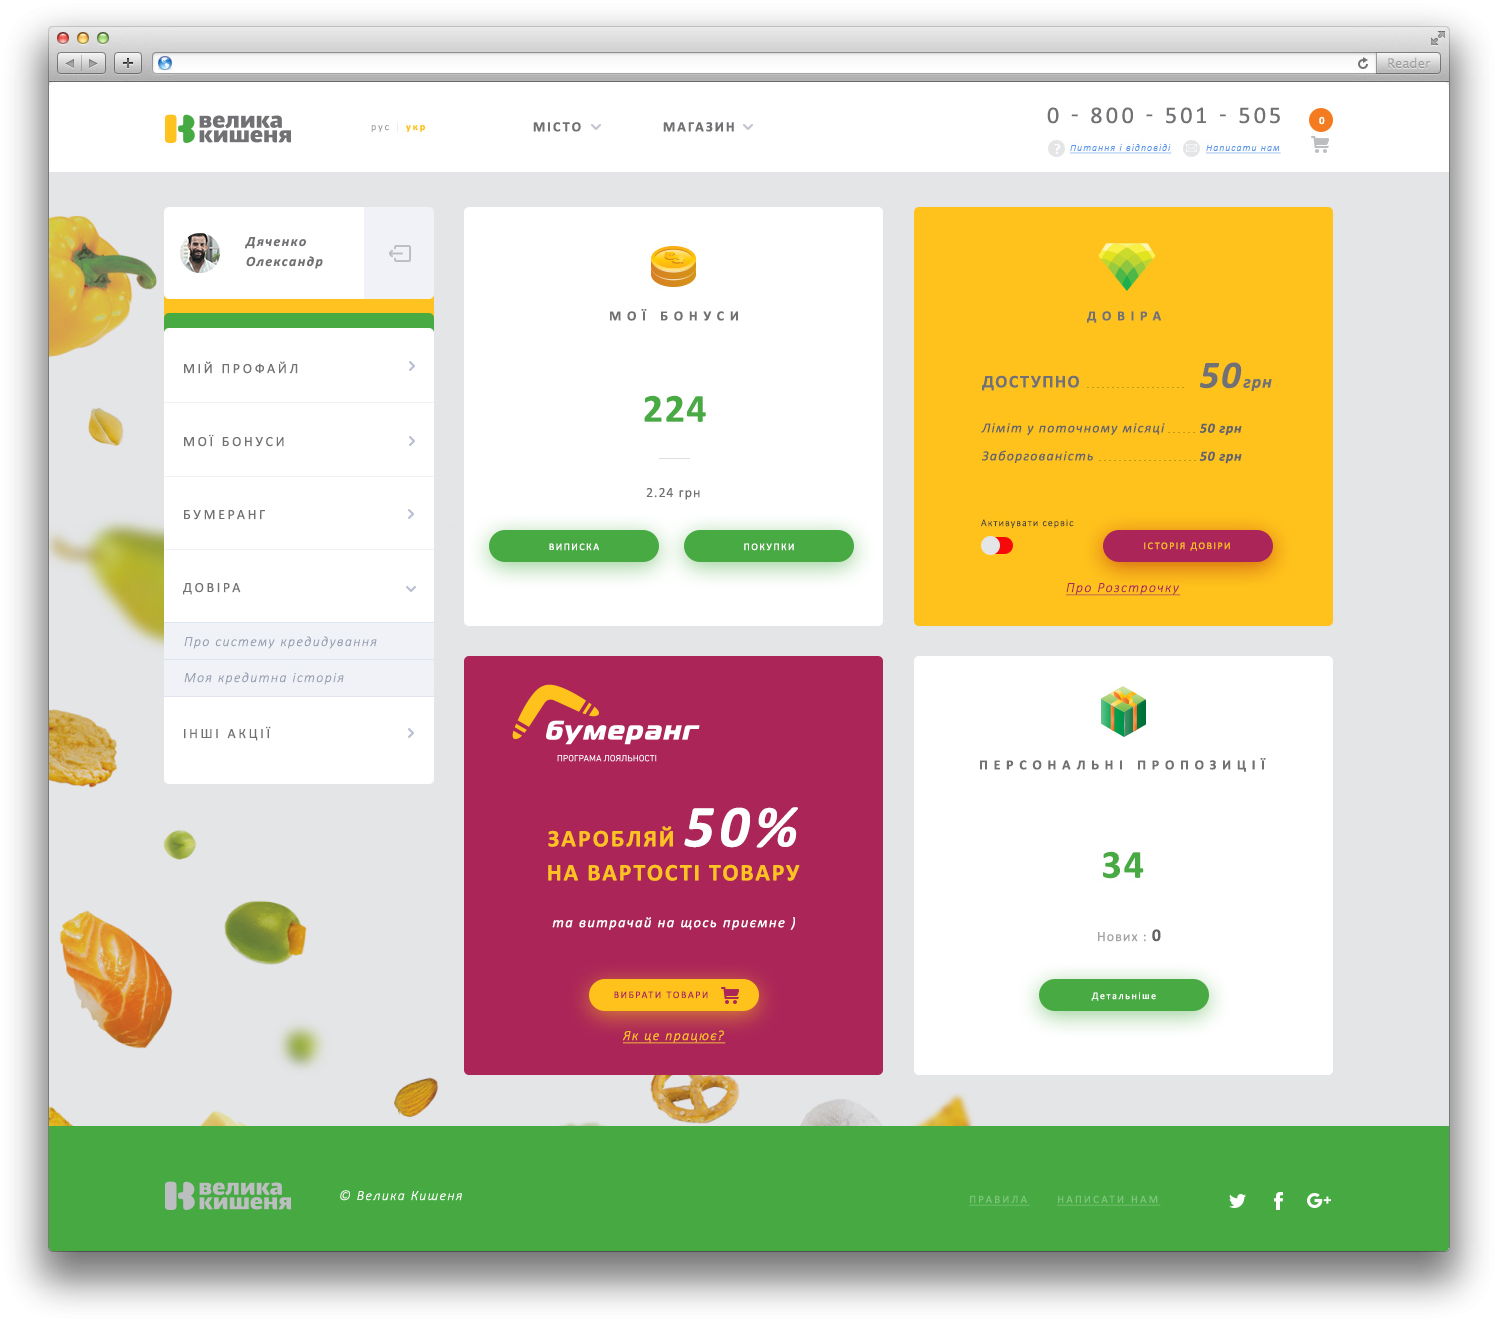 Reader
велика
кишеня
рус | укр
МІСТО
МАГАЗИН
0 - 800 - 501 - 505
0
?
Питання і відповіді
Написати нам
Дяченко
Олександр
МІЙ ПРОФАЙЛ
МОЇ БОНУСИ
БУМЕРАНГ
ДОВІРА
Про систему кредидування
Моя кредитна історія
ІНШІ АКЦІЇ
МОЇ БОНУСИ
224
2.24 грн
ВИПИСКА
ПОКУПКИ
ДОВІРА
ДОСТУПНО .................... 50 грн
Ліміт у поточному місяці ...... 50 грн
Заборгованість .................... 50 грн
Активувати сервіс
ІСТОРІЯ ДОВІРИ
Про Розстрочку
бумеранг
ПРОГРАМА ЛОЯЛЬНОСТІ
ЗАРОБЛЯЙ 50%
НА ВАРТОСТІ ТОВАРУ
та витрачай на щось приємне )
ВИБРАТИ ТОВАРИ
Як це працює?
ПЕРСОНАЛЬНІ ПРОПОЗИЦІЇ
34
Нових : 0
Детальніше
велика
кишеня
© Велика Кишеня
ПРАВИЛА
НАПИСАТИ НАМ
G+